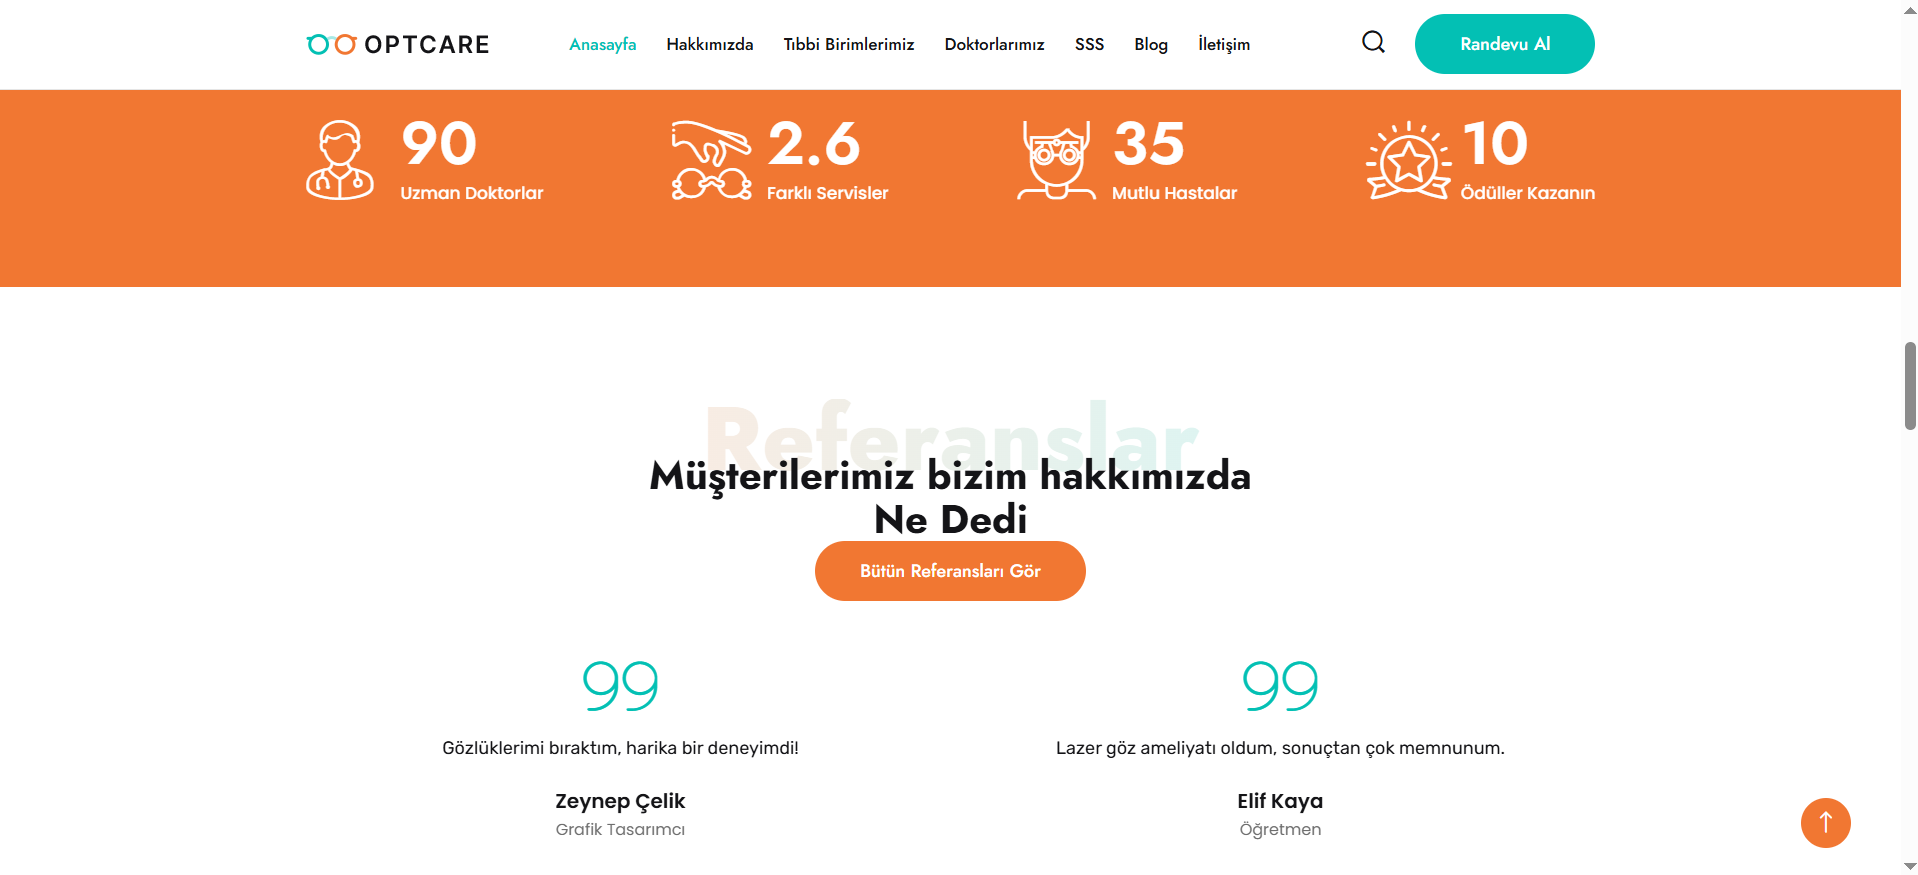 OPTCARE
Anasayfa
Hakkımızda
Tıbbi Birimlerimiz
Doktorlarımız
SSS
Blog
İletişim
Randevu Al
90
Uzman Doktorlar
2.6
Farklı Servisler
35
Mutlu Hastalar
10
Ödüller Kazanın
Referanslar
Müşterilerimiz bizim hakkımızda
Ne Dedi
Bütün Referansları Gör
Gözlüklerimi bıraktım, harika bir deneyimdi!
Zeynep Çelik
Grafik Tasarımcı
Lazer göz ameliyatı oldum, sonuçtan çok memnunum.
Elif Kaya
Öğretmen